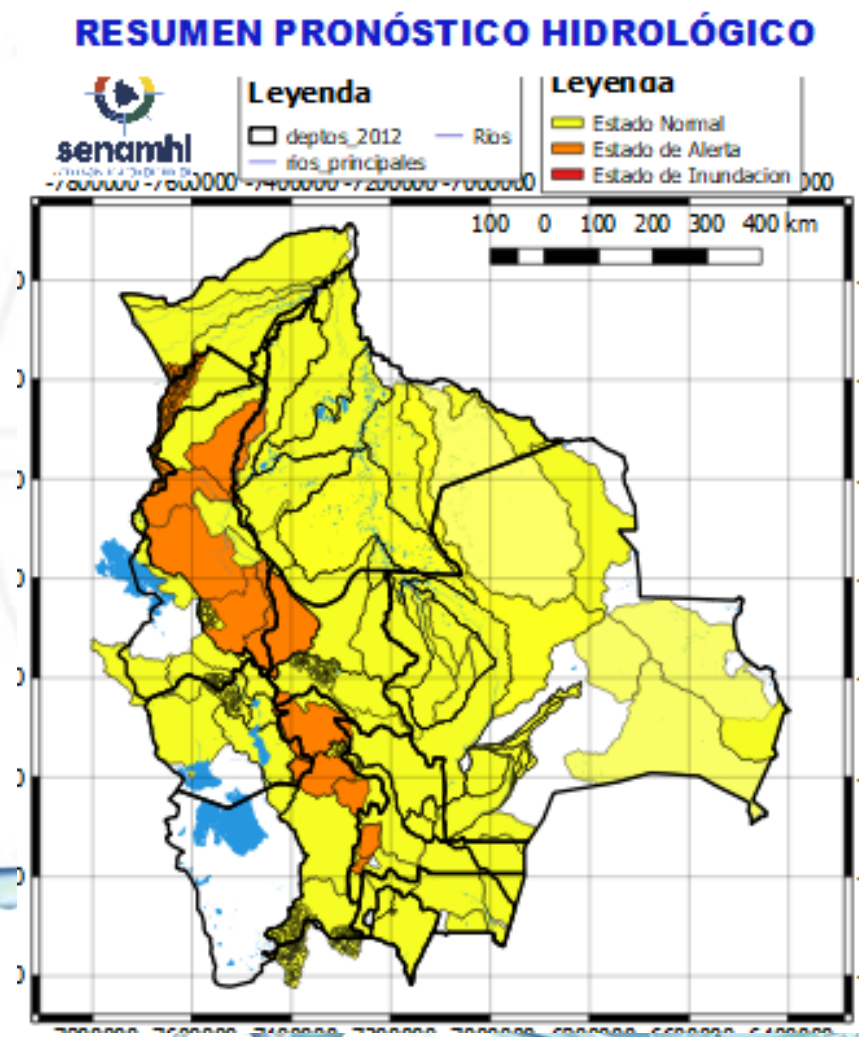 RESUMEN PRONÓSTICO HIDROLÓGICO
senamhi
Leyenda
deptos_2012
Rios
rios_principales
Leyenda
Estado Normal
Estado de Alerta
Estado de Inundacion
-7800000 -7600000 -7400000 -7200000 -7000000
100 0 100 200 300 400 km